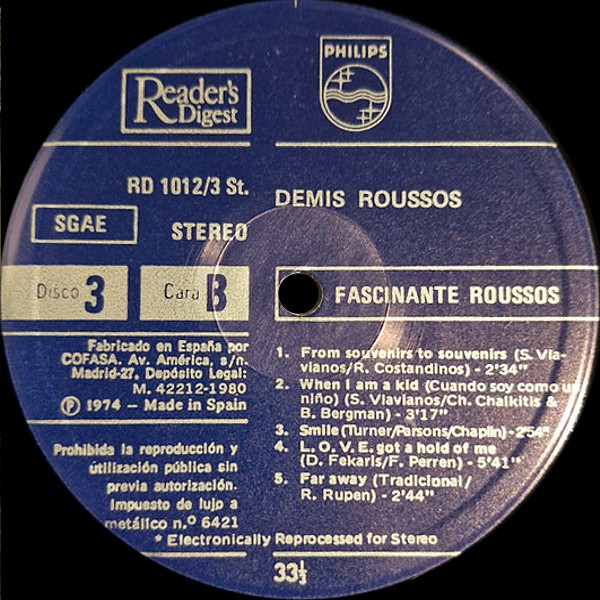 Reader's
Digest
PHILIPS
RD 1012/3 St.
SGAE
STEREO
Disco 3
Cara B
DEMIS ROUSSOS
FASCINANTE ROUSSOS
Fabricado en España por
COFASA. Av. América, s/n.
Madrid-27. Depósito Legal:
M. 42212-1980
Ⓟ 1974 - Made in Spain
Prohibida la reproducción y
utilización pública sin
previa autorización.
Impuesto de lujo a
metálico n.º 6421
1. From souvenirs to souvenirs (S. Vla-
vianos/R. Costandinos) - 2'34"
2. When I am a kid (Cuando soy como un
niño) (S. Vlavianos/Ch. Chalkitis &
B. Bergman) - 3'17"
3. Smile (Turner/Parsons/Chaplin) - 2'54"
4. L.O.V.E. got a hold of me
(D. Fekaris/F. Perren) - 5'41"
5. Far away (Tradicional/
R. Rupen) - 2'44"
* Electronically Reprocessed for Stereo
33⅓